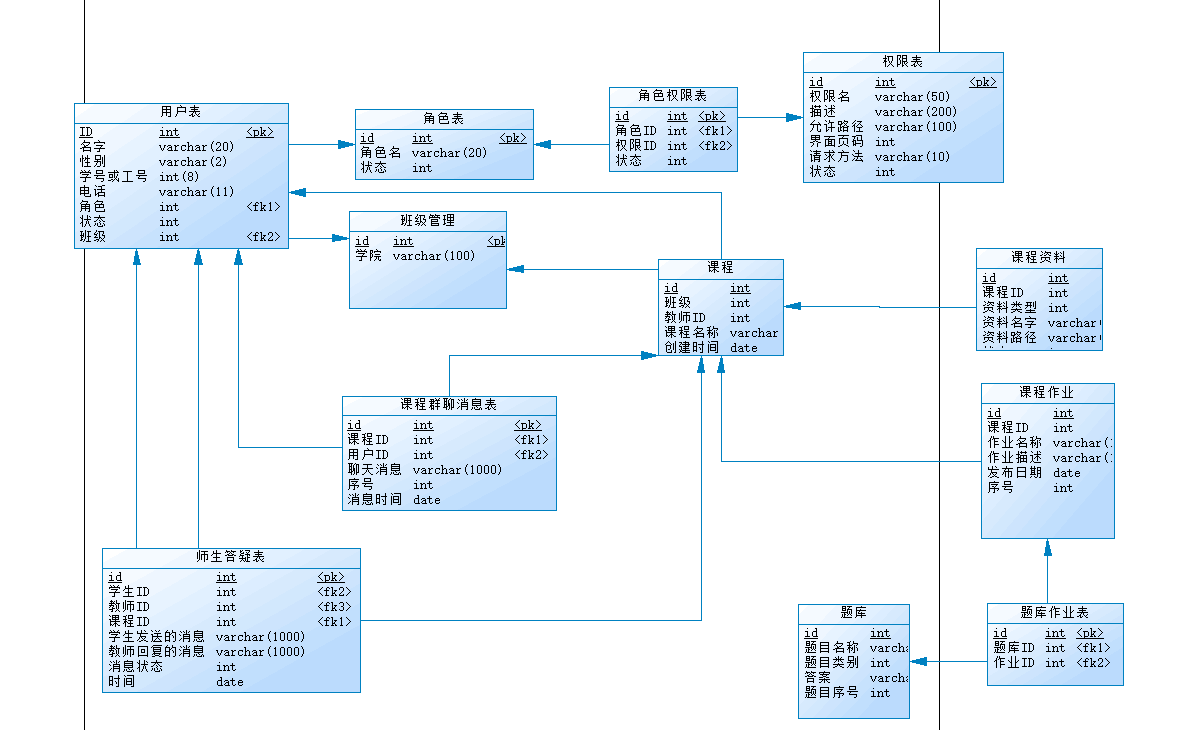 用户表
ID int <pk>
名字 varchar(20)
性别 varchar(2)
学号或工号 int(8)
电话 varchar(11)
角色 int <fk1>
状态 int
班级 int <fk2>
角色表
id int <pk>
角色名 varchar(20)
状态 int
角色权限表
id int <pk>
角色ID int <fk1>
权限ID int <fk2>
状态 int
权限表
id int <pk>
权限名 varchar(50)
描述 varchar(200)
允许路径 varchar(100)
界面页码 int
请求方法 varchar(10)
状态 int
班级管理
id int <pk
学院 varchar(100)
课程
id int
班级 int
教师ID int
课程名称 varchar
创建时间 date
课程资料
id int
课程ID int
资料类型 int
资料名字 varchar(
资料路径 varchar(
课程群聊消息表
id int <pk>
课程ID int <fk1>
用户ID int <fk2>
聊天消息 varchar(1000)
序号 int
消息时间 date
课程作业
id int
课程ID int
作业名称 varchar(
作业描述 varchar(
发布日期 date
序号 int
师生答疑表
id int <pk>
学生ID int <fk2>
教师ID int <fk3>
课程ID int <fk1>
学生发送的消息 varchar(1000)
教师回复的消息 varchar(1000)
消息状态 int
时间 date
题库
id int
题目名称 varcha
题目类别 int
答案 varcha
题目序号 int
题库作业表
id int <pk>
题库ID int <fk1>
作业ID int <fk2>